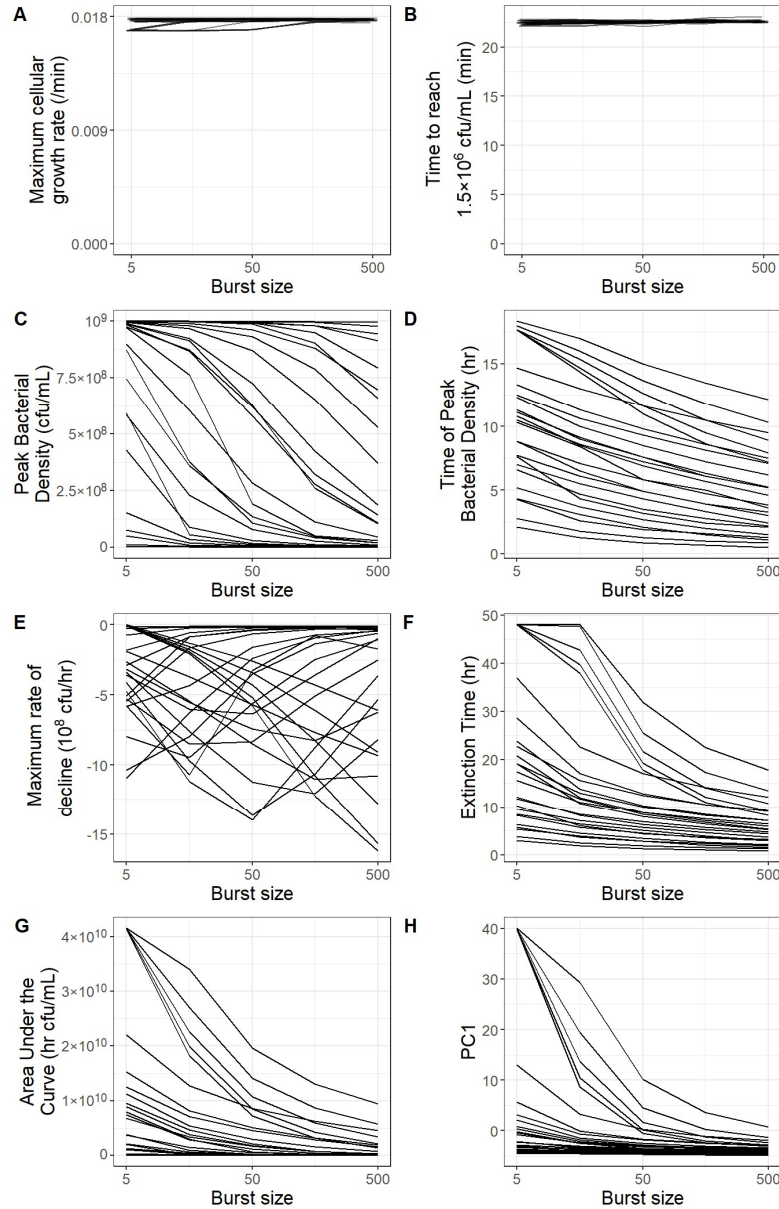 A
Maximum cellular
growth rate (/min)
0.018
0.009
0.000
5
50
500
Burst size
B
Time to reach
1.5×10⁶ cfu/mL (min)
20
15
10
5
0
5
50
500
Burst size
C
Peak Bacterial
Density (cfu/mL)
10⁹
7.5×10⁸
5×10⁸
2.5×10⁸
0
5
50
500
Burst size
D
Time of Peak
Bacterial Density (hr)
15
10
5
0
5
50
500
Burst size
E
Maximum rate of
decline (10⁸ cfu/hr)
0
-5
-10
-15
5
50
500
Burst size
F
Extinction Time (hr)
50
40
30
20
10
0
5
50
500
Burst size
G
Area Under the
Curve (hr cfu/mL)
4×10¹⁰
3×10¹⁰
2×10¹⁰
1×10¹⁰
0
5
50
500
Burst size
H
PC1
40
30
20
10
0
5
50
500
Burst size